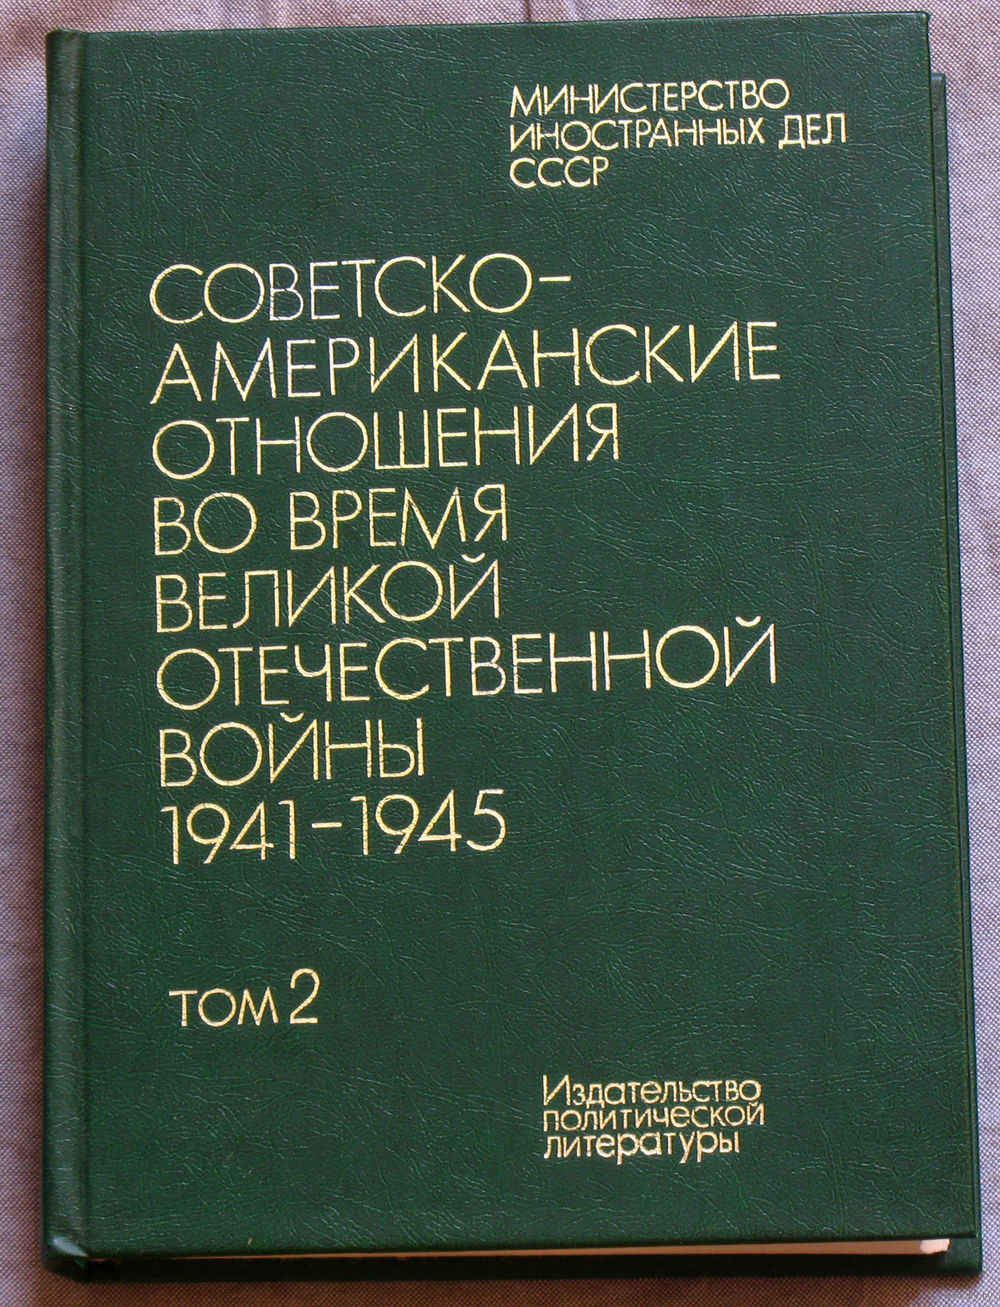 МИНИСТЕРСТВО
ИНОСТРАННЫХ ДЕЛ
СССР
СОВЕТСКО-
АМЕРИКАНСКИЕ
ОТНОШЕНИЯ
ВО ВРЕМЯ
ВЕЛИКОЙ
ОТЕЧЕСТВЕННОЙ
ВОЙНЫ
1941-1945
ТОМ 2
Издательство
политической
литературы